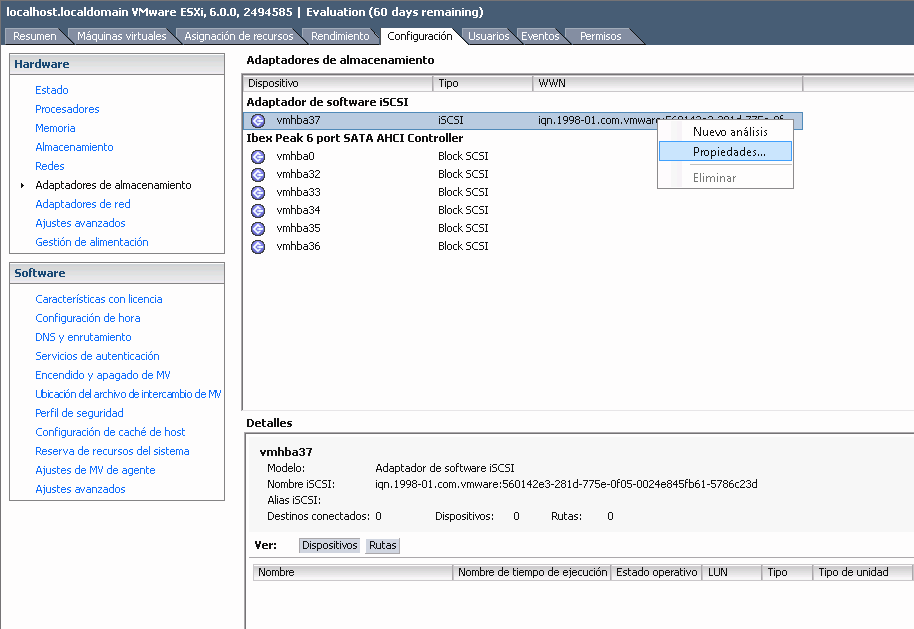 localhost.localdomain VMware ESXi, 6.0.0, 2494585 | Evaluation (60 days remaining)
Resumen Máquinas virtuales Asignación de recursos Rendimiento Configuración Usuarios Eventos Permisos
Hardware
Estado
Procesadores
Memoria
Almacenamiento
Redes
Adaptadores de almacenamiento
Adaptadores de red
Ajustes avanzados
Gestión de alimentación
Software
Características con licencia
Configuración de hora
DNS y enrutamiento
Servicios de autenticación
Encendido y apagado de MV
Ubicación del archivo de intercambio de MV
Perfil de seguridad
Configuración de caché de host
Reserva de recursos del sistema
Ajustes de MV de agente
Ajustes avanzados
Adaptadores de almacenamiento
Dispositivo Tipo WWN
Adaptador de software iSCSI
vmhba37 iSCSI iqn.1998-01.com.vmware:560142e3-281d-775e-0f
Ibex Peak 6 port SATA AHCI Controller
vmhba0 Block SCSI
vmhba32 Block SCSI
vmhba33 Block SCSI
vmhba34 Block SCSI
vmhba35 Block SCSI
vmhba36 Block SCSI
Nuevo análisis
Propiedades...
Eliminar
Detalles
vmhba37
Modelo: Adaptador de software iSCSI
Nombre iSCSI: iqn.1998-01.com.vmware:560142e3-281d-775e-0f05-0024e845fb61-5786c23d
Alias iSCSI:
Destinos conectados: 0 Dispositivos: 0 Rutas: 0
Ver: Dispositivos Rutas
Nombre Nombre de tiempo de ejecución Estado operativo LUN Tipo Tipo de unidad